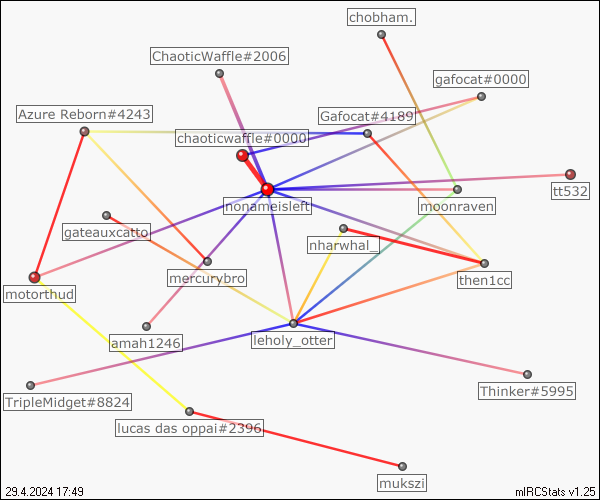 chobham.
ChaoticWaffle#2006
gafocat#0000
Azure Reborn#4243
Gafocat#4189
chaoticwaffle#0000
tt532
nonameisleft
moonraven
gateauxcatto
nharwhal_
mercurybro
then1cc
motorthud
amah1246
leholy_otter
TripleMidget#8824
Thinker#5995
lucas das oppai#2396
mukszi
29.4.2024 17:49
mIRCStats v1.25